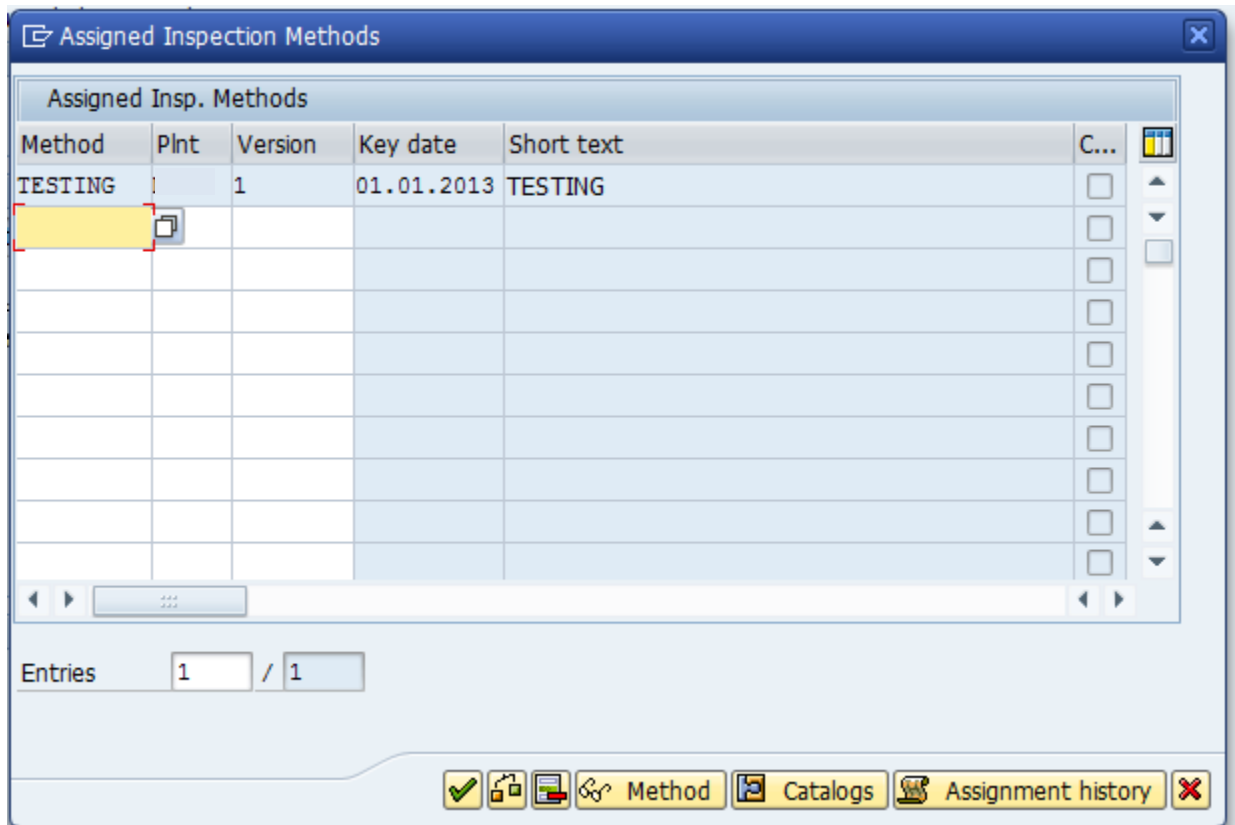 Assigned Inspection Methods
Assigned Insp. Methods
Method Plnt Version Key date Short text C...
TESTING 1 01.01.2013 TESTING
Entries 1 / 1
Method Catalogs Assignment history